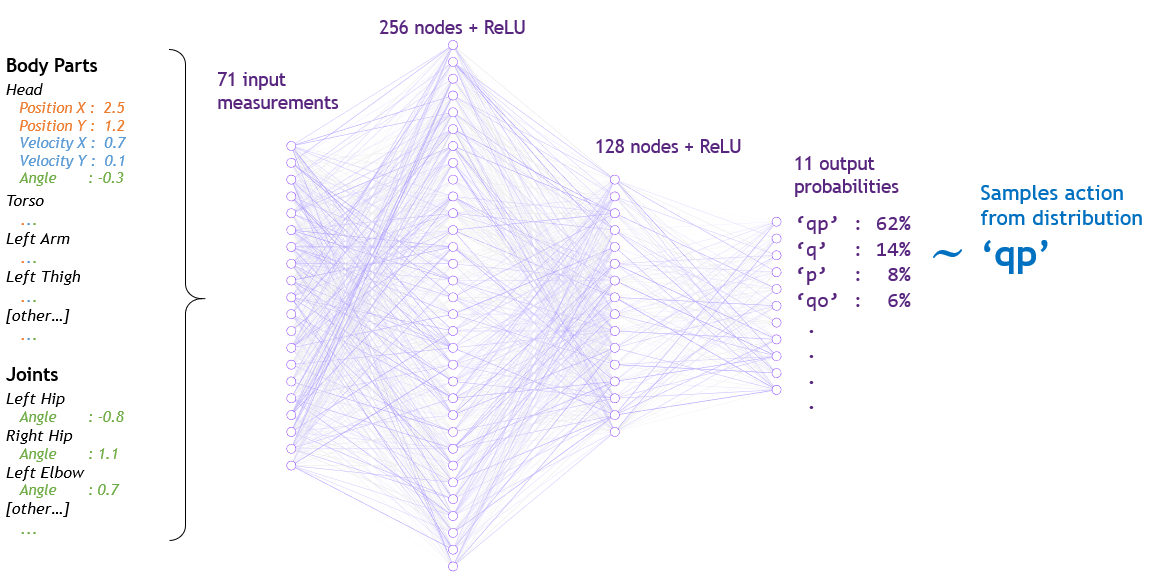 Body Parts
Head
Position X : 2.5
Position Y : 1.2
Velocity X : 0.7
Velocity Y : 0.1
Angle : -0.3
Torso
...
Left Arm
...
Left Thigh
...
[other...]
...
Joints
Left Hip
Angle : -0.8
Right Hip
Angle : 1.1
Left Elbow
Angle : 0.7
[other...]
...
71 input
measurements
256 nodes + ReLU
128 nodes + ReLU
11 output
probabilities
‘qp’ : 62%
‘q’ : 14%
‘p’ : 8%
‘qo’ : 6%
.
.
.
.
Samples action
from distribution
~ ‘qp’